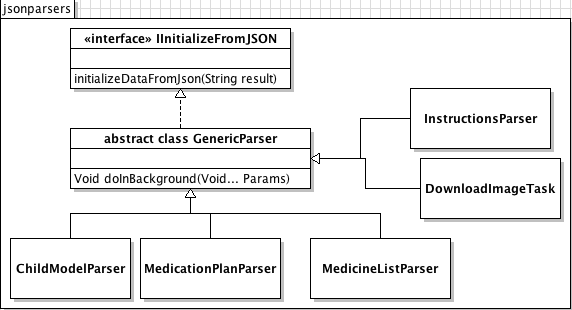 jsonparsers
«interface» IInitializeFromJSON
initializeDataFromJson(String result)
abstract class GenericParser
Void doInBackground(Void... Params)
InstructionsParser
DownloadImageTask
ChildModelParser
MedicationPlanParser
MedicineListParser